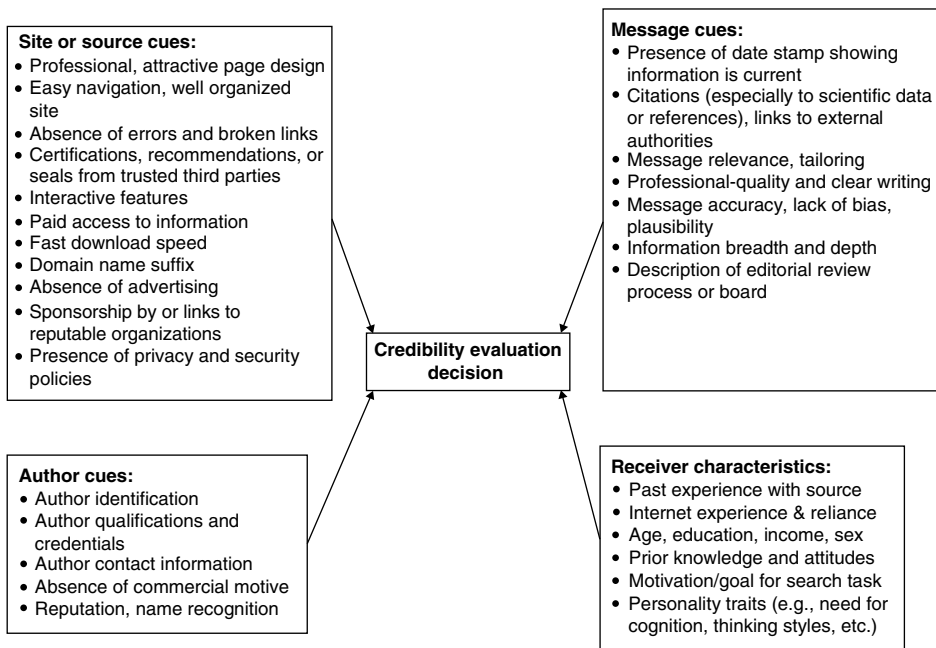 Site or source cues:
• Professional, attractive page design
• Easy navigation, well organized
site
• Absence of errors and broken links
• Certifications, recommendations, or
seals from trusted third parties
• Interactive features
• Paid access to information
• Fast download speed
• Domain name suffix
• Absence of advertising
• Sponsorship by or links to
reputable organizations
• Presence of privacy and security
policies
Message cues:
• Presence of date stamp showing
information is current
• Citations (especially to scientific data
or references), links to external
authorities
• Message relevance, tailoring
• Professional-quality and clear writing
• Message accuracy, lack of bias,
plausibility
• Information breadth and depth
• Description of editorial review
process or board
Credibility evaluation
decision
Author cues:
• Author identification
• Author qualifications and
credentials
• Author contact information
• Absence of commercial motive
• Reputation, name recognition
Receiver characteristics:
• Past experience with source
• Internet experience & reliance
• Age, education, income, sex
• Prior knowledge and attitudes
• Motivation/goal for search task
• Personality traits (e.g., need for
cognition, thinking styles, etc.)